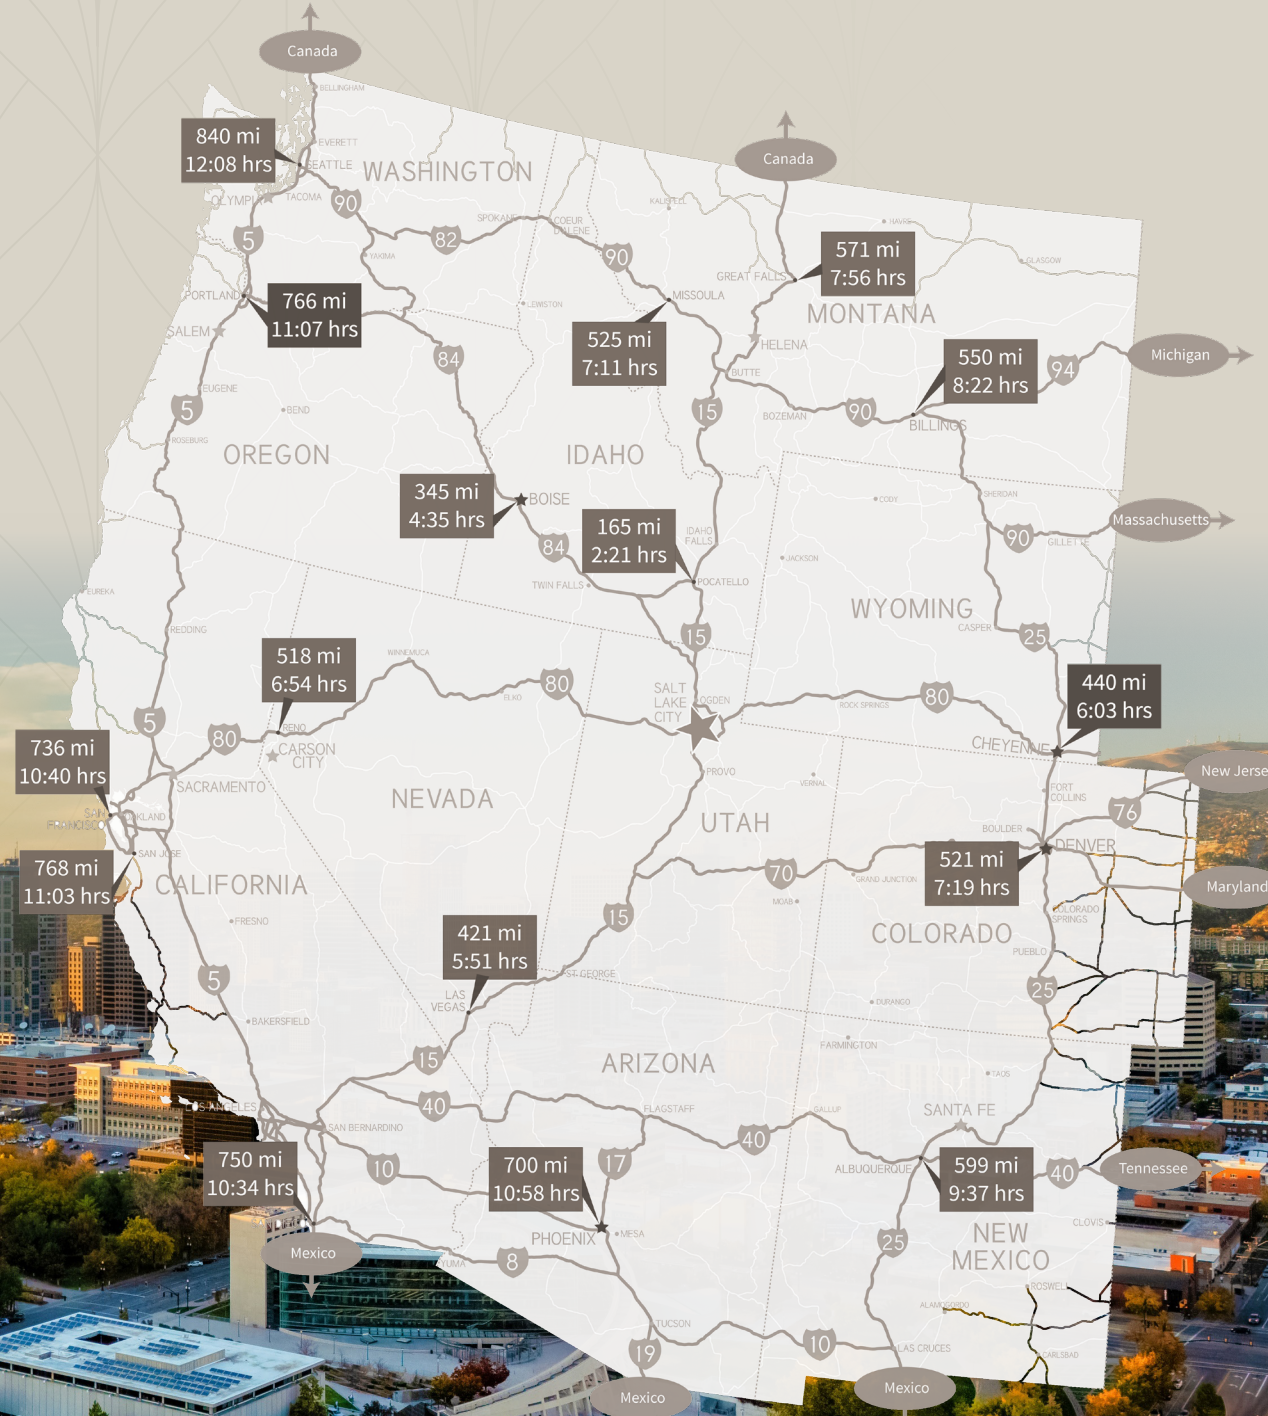 Canada
BELLINGHAM
Canada
840 mi
12:08 hrs
EVERETT
SEATTLE
WASHINGTON
OLYMPIA
TACOMA
90
KALISPELL
SPOKANE
COEUR
D'ALENE
HAVRE
5
82
90
YAKIMA
571 mi
7:56 hrs
GLASGOW
GREAT FALLS
PORTLAND
766 mi
11:07 hrs
LEWISTON
MISSOULA
MONTANA
SALEM
525 mi
7:11 hrs
HELENA
84
550 mi
8:22 hrs
94
Michigan
BUTTE
EUGENE
5
BEND
15
BOZEMAN
90
BILLINGS
ROSEBURG
OREGON
IDAHO
345 mi
4:35 hrs
BOISE
CODY
SHERIDAN
165 mi
2:21 hrs
IDAHO
FALLS
Massachusetts
84
90
GILLETTE
JACKSON
TWIN FALLS
POCATELLO
EUREKA
WYOMING
REDDING
CASPER
15
25
518 mi
6:54 hrs
WINNEMUCA
80
ELKO
SALT
LAKE
CITY
OGDEN
80
ROCK SPRINGS
440 mi
6:03 hrs
5
80
RENO
CARSON
CITY
CHEYENNE
736 mi
10:40 hrs
SACRAMENTO
PROVO
VERNAL
New Jerse
FORT
COLLINS
NEVADA
76
SAN
FRANCISCO
OAKLAND
UTAH
BOULDER
DENVER
SAN JOSE
768 mi
11:03 hrs
CALIFORNIA
70
GRAND JUNCTION
521 mi
7:19 hrs
Maryland
MOAB
FRESNO
15
COLORADO
SPRINGS
421 mi
5:51 hrs
COLORADO
PUEBLO
5
ST. GEORGE
LAS
VEGAS
25
DURANGO
BAKERSFIELD
15
ARIZONA
FARMINGTON
TAOS
LOS ANGELES
40
FLAGSTAFF
GALLUP
SANTA FE
SAN BERNARDINO
40
750 mi
10:34 hrs
10
700 mi
10:58 hrs
17
ALBUQUERQUE
599 mi
9:37 hrs
40
Tennessee
CLOVIS
PHOENIX
MESA
25
NEW
MEXICO
Mexico
YUMA
8
ROSWELL
ALAMOGORDO
TUCSON
19
10
LAS CRUCES
CARLSBAD
Mexico
Mexico